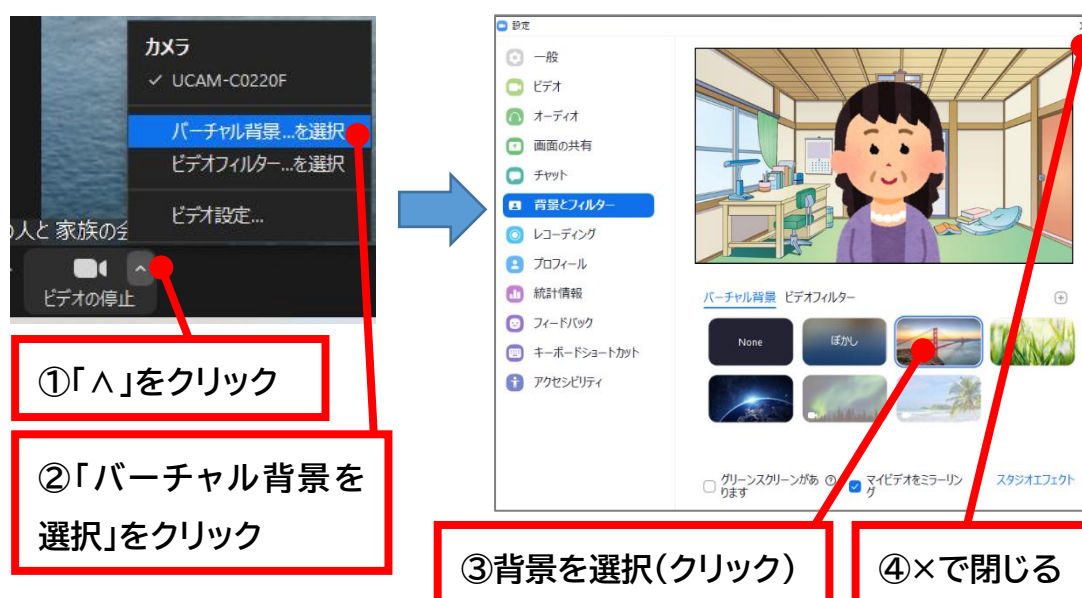 カメラ
✓ UCAM-C0220F
バーチャル背景...を選択
ビデオフィルター...を選択
ビデオ設定...
人と 家族の会
ビデオの停止
①「∧」をクリック
②「バーチャル背景を
選択」をクリック
設定
一般
ビデオ
オーディオ
画面の共有
チャット
背景とフィルター
レコーディング
プロフィール
統計情報
フィードバック
キーボードショートカット
アクセシビリティ
バーチャル背景 ビデオフィルター
None
ぼかし
グリーンスクリーンがあ
ります
マイビデオをミラーリン
グ
スタジオエフェクト
③背景を選択(クリック)
④×で閉じる